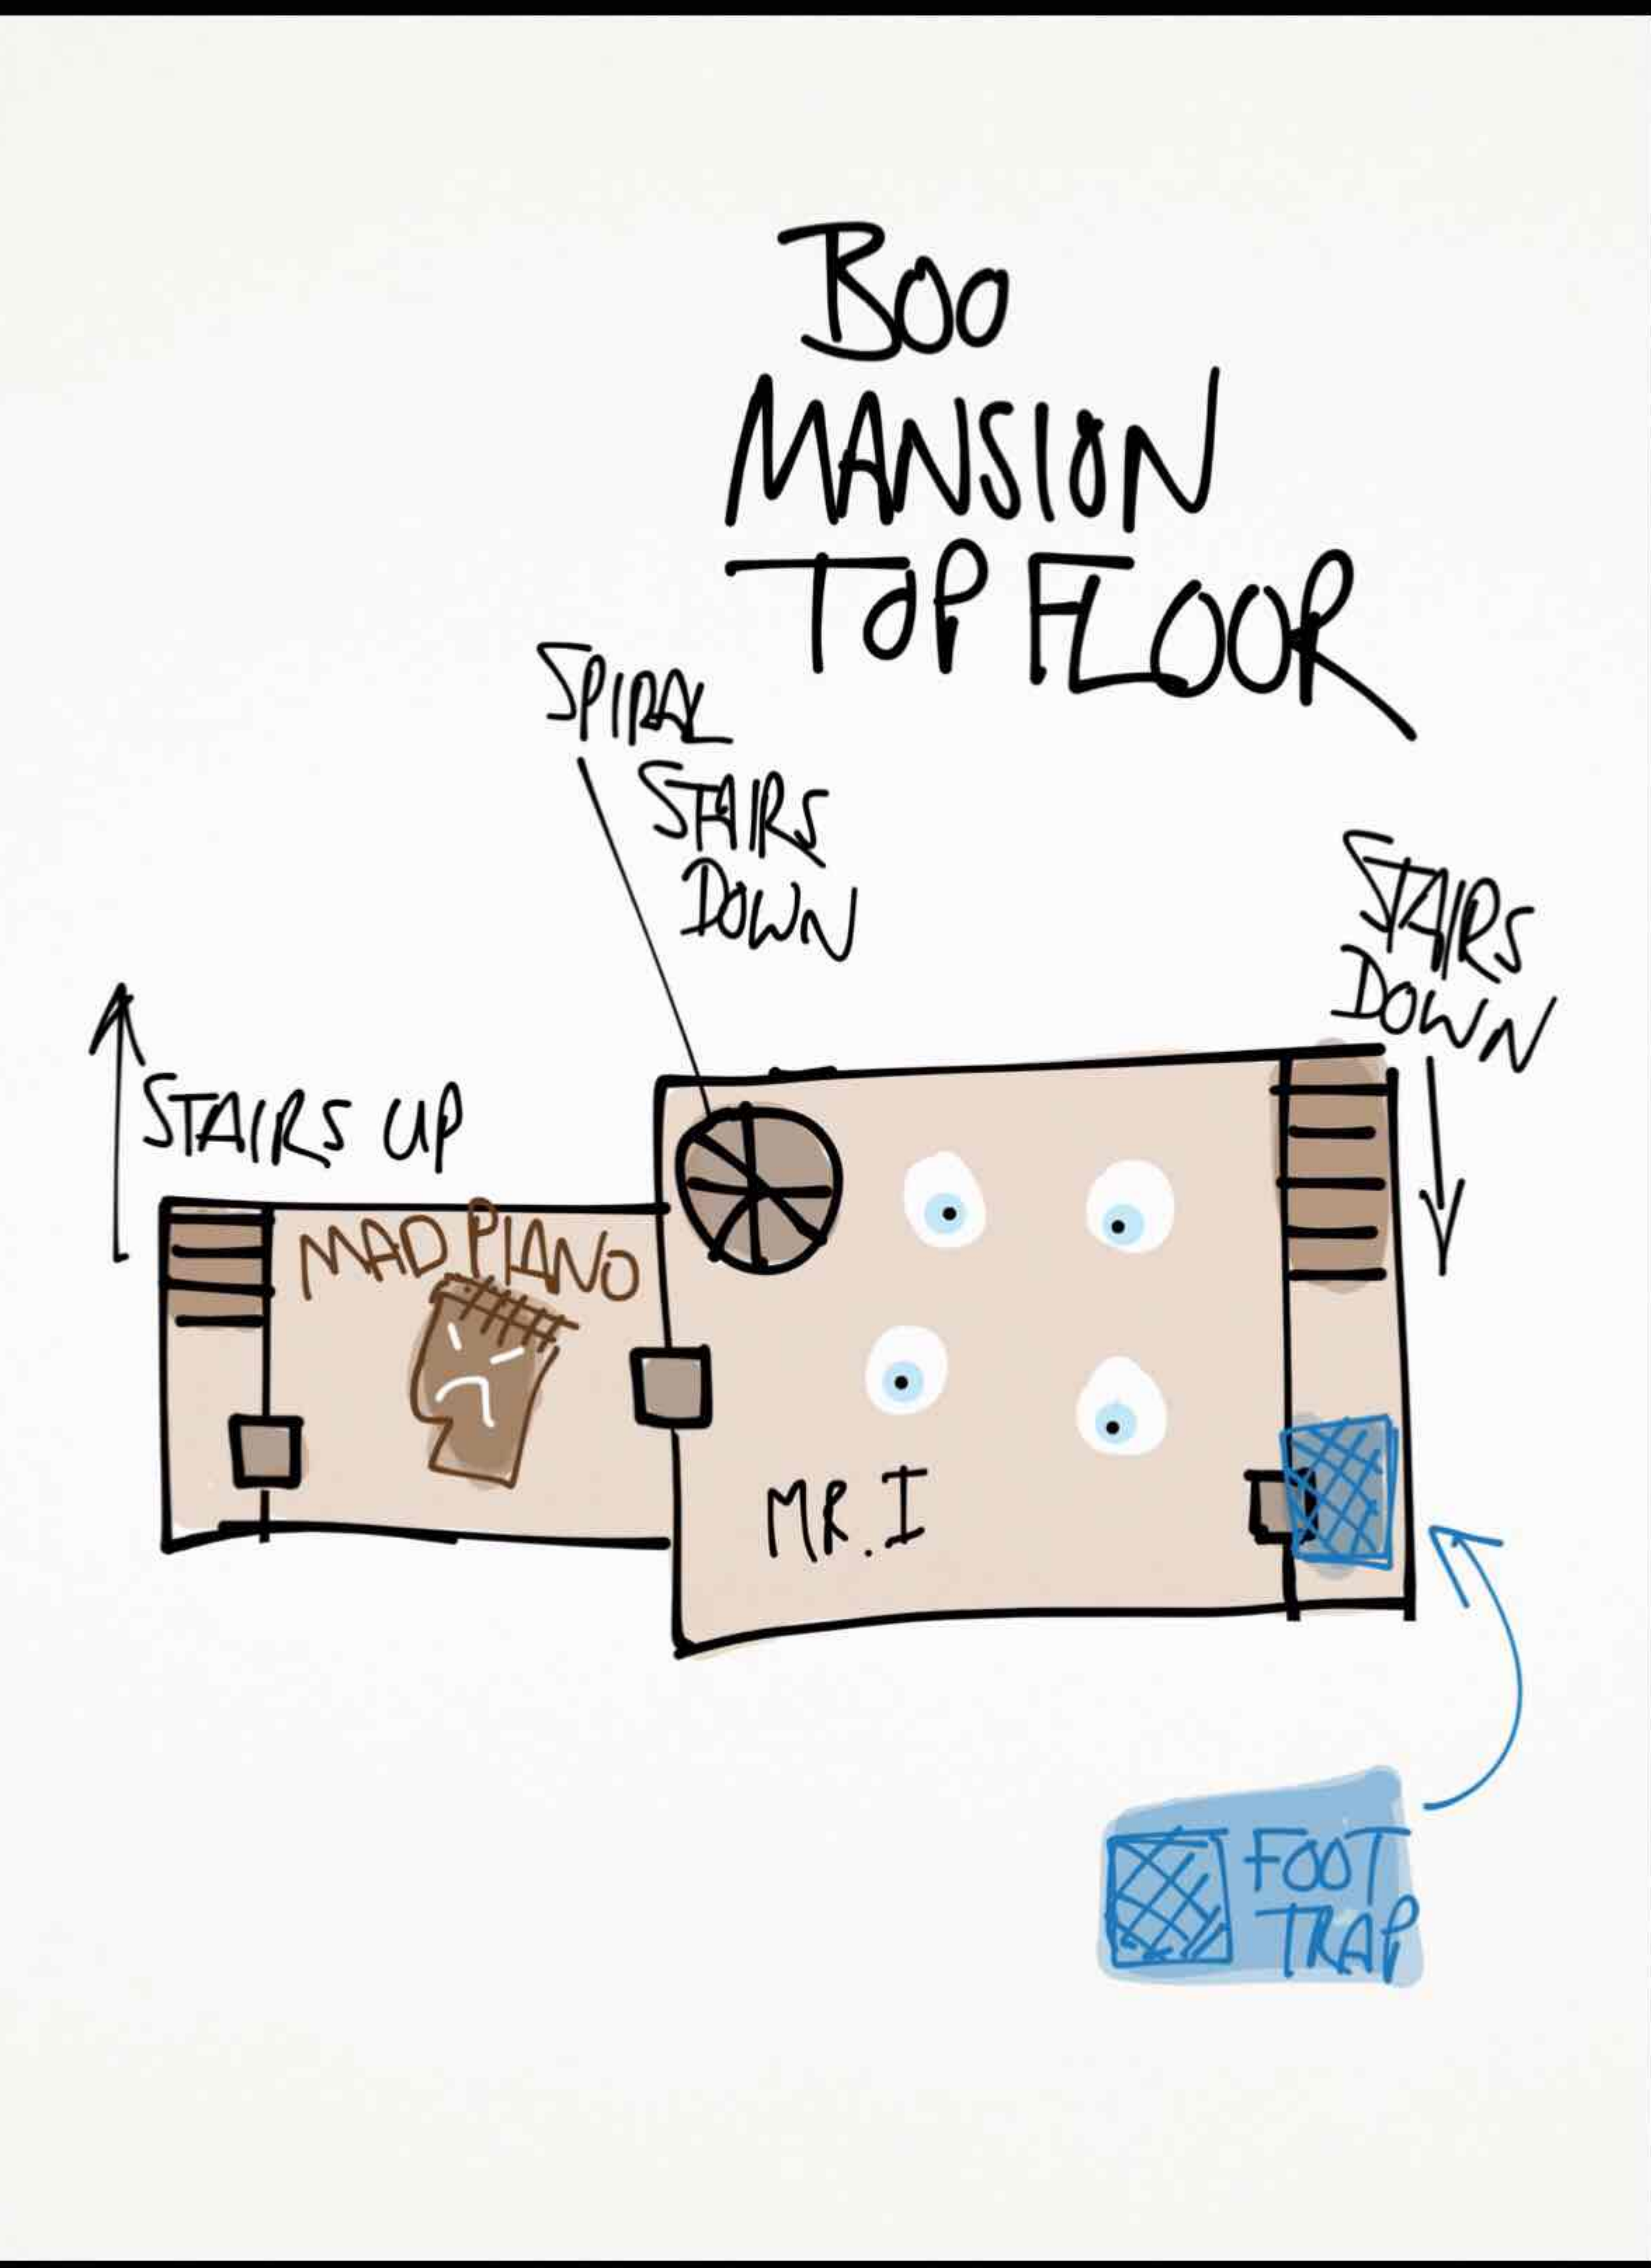 BOO
MANSION
TOP FLOOR
SPIRAL
STAIRS
DOWN
STAIRS
DOWN
STAIRS UP
MAD PIANO
MR. I
FOOT
TRAP